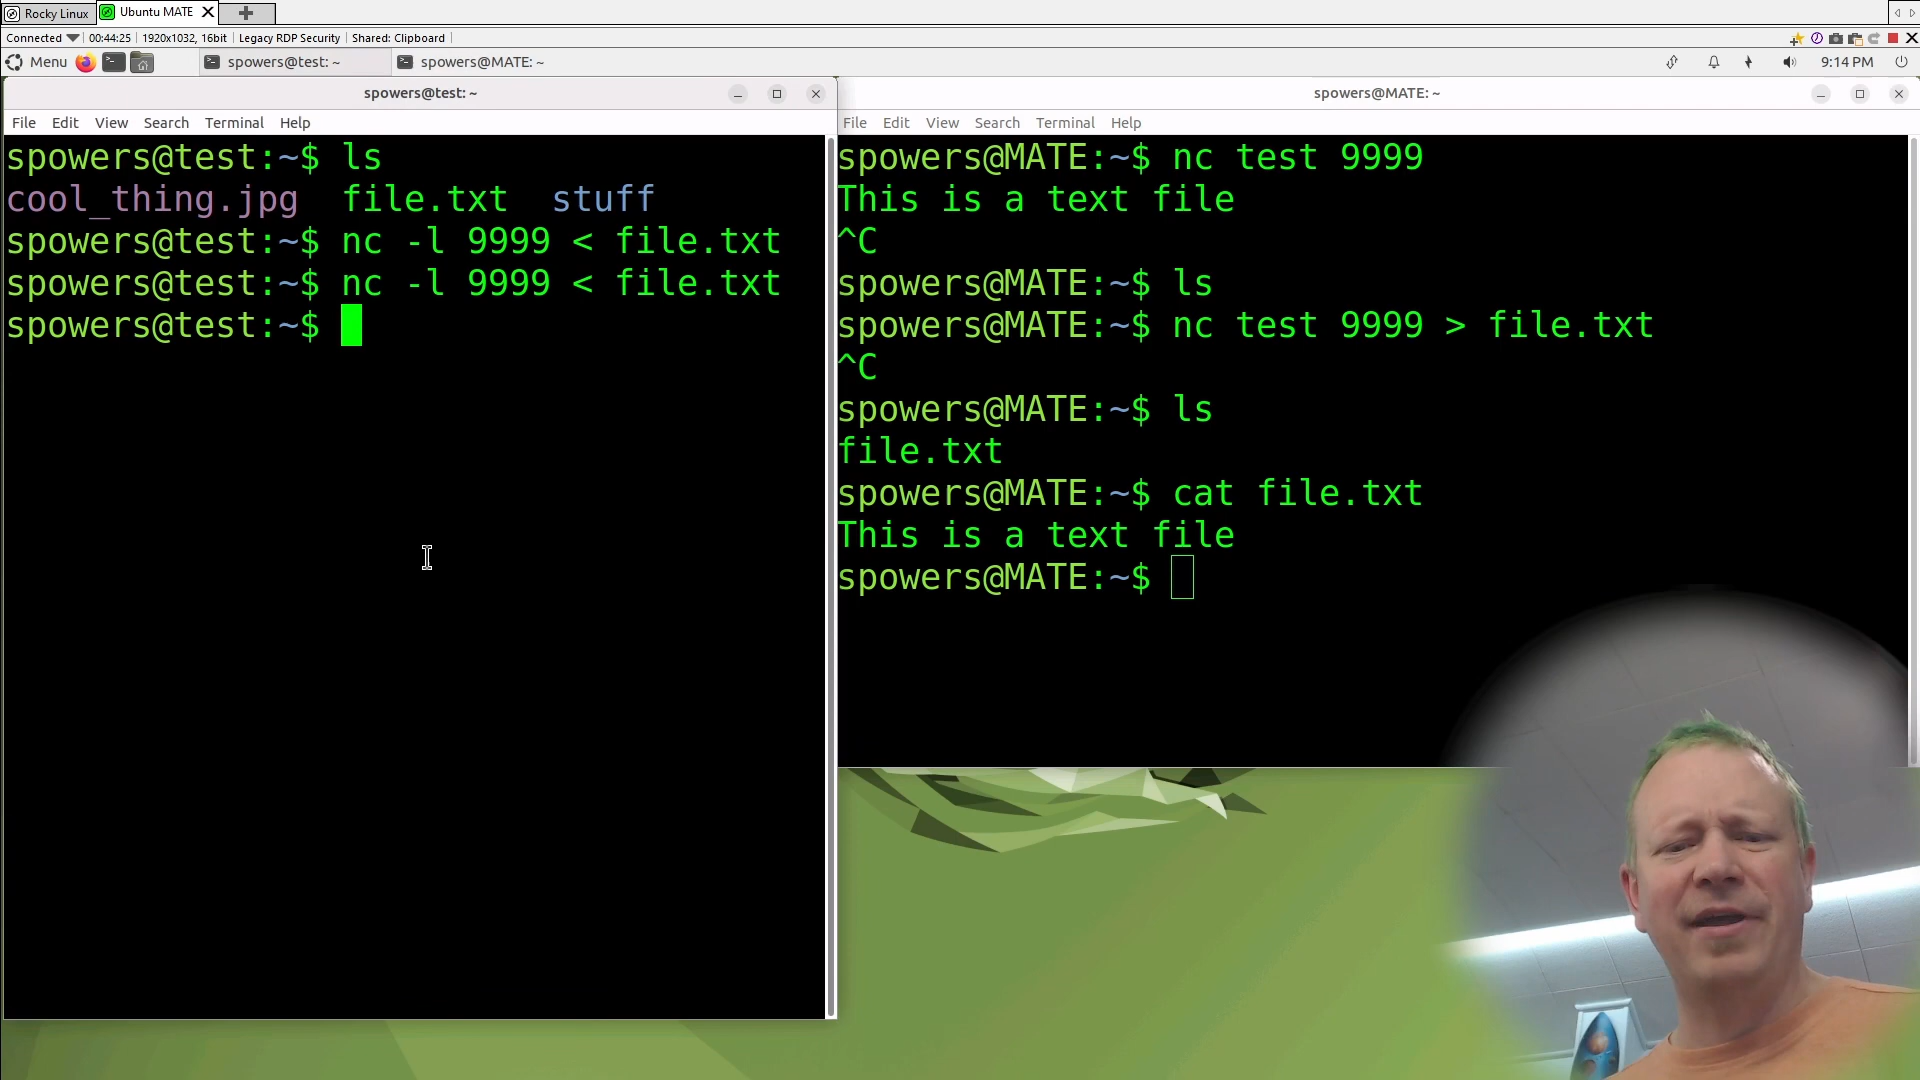 Rocky Linux
Ubuntu MATE
Connected 00:44:25 1920x1032, 16bit Legacy RDP Security Shared: Clipboard
Menu spowers@test: ~ spowers@MATE: ~ 9:14 PM
spowers@test: ~
File Edit View Search Terminal Help
spowers@test:~$ ls
cool_thing.jpg file.txt stuff
spowers@test:~$ nc -l 9999 < file.txt
spowers@test:~$ nc -l 9999 < file.txt
spowers@test:~$
spowers@MATE: ~
File Edit View Search Terminal Help
spowers@MATE:~$ nc test 9999
This is a text file
^C
spowers@MATE:~$ ls
spowers@MATE:~$ nc test 9999 > file.txt
^C
spowers@MATE:~$ ls
file.txt
spowers@MATE:~$ cat file.txt
This is a text file
spowers@MATE:~$